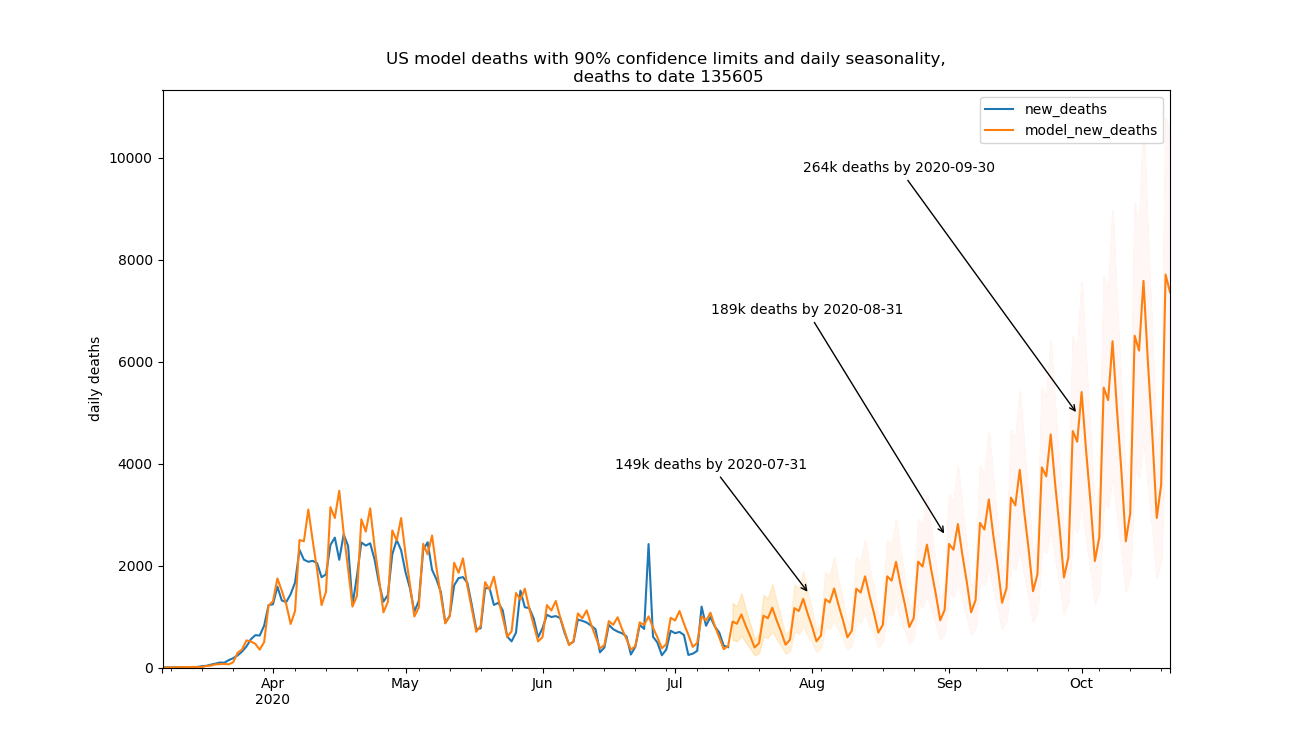 US model deaths with 90% confidence limits and daily seasonality,
deaths to date 135605
new_deaths
model_new_deaths
10000
8000
6000
4000
2000
0
daily deaths
264k deaths by 2020-09-30
189k deaths by 2020-08-31
149k deaths by 2020-07-31
Apr
2020
May
Jun
Jul
Aug
Sep
Oct